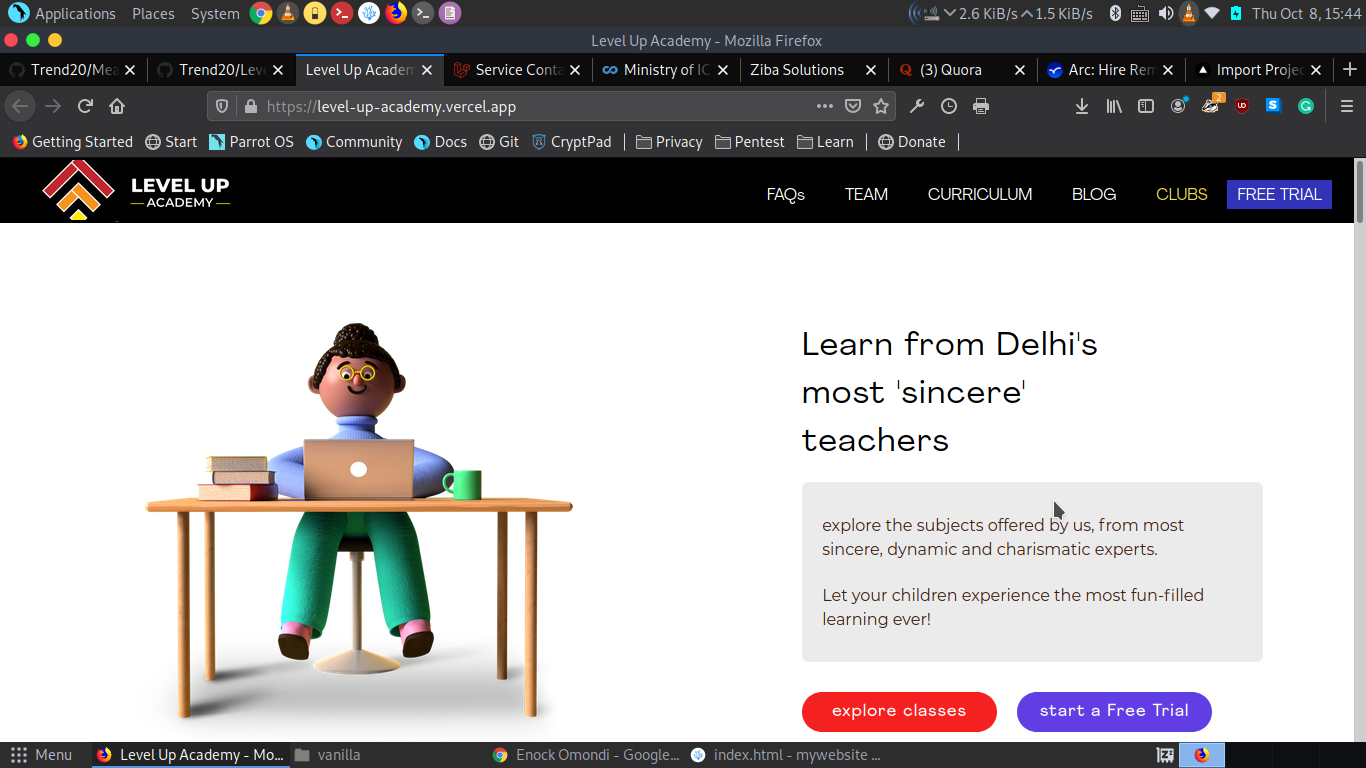 Applications Places System 2.6 KiB/s 1.5 KiB/s Thu Oct 8, 15:44
Level Up Academy - Mozilla Firefox
Trend20/Mea Trend20/Lev Level Up Academ Service Conta Ministry of IC Ziba Solutions (3) Quora Arc: Hire Rem Import Projec
https://level-up-academy.vercel.app 2
Getting Started Start Parrot OS Community Docs Git CryptPad Privacy Pentest Learn Donate
LEVEL UP
ACADEMY
FAQs TEAM CURRICULUM BLOG CLUBS FREE TRIAL
Learn from Delhi's
most 'sincere'
teachers
explore the subjects offered by us, from most
sincere, dynamic and charismatic experts.
Let your children experience the most fun-filled
learning ever!
explore classes start a Free Trial
Menu Level Up Academy - Mo... vanilla Enock Omondi - Google... index.html - mywebsite ...